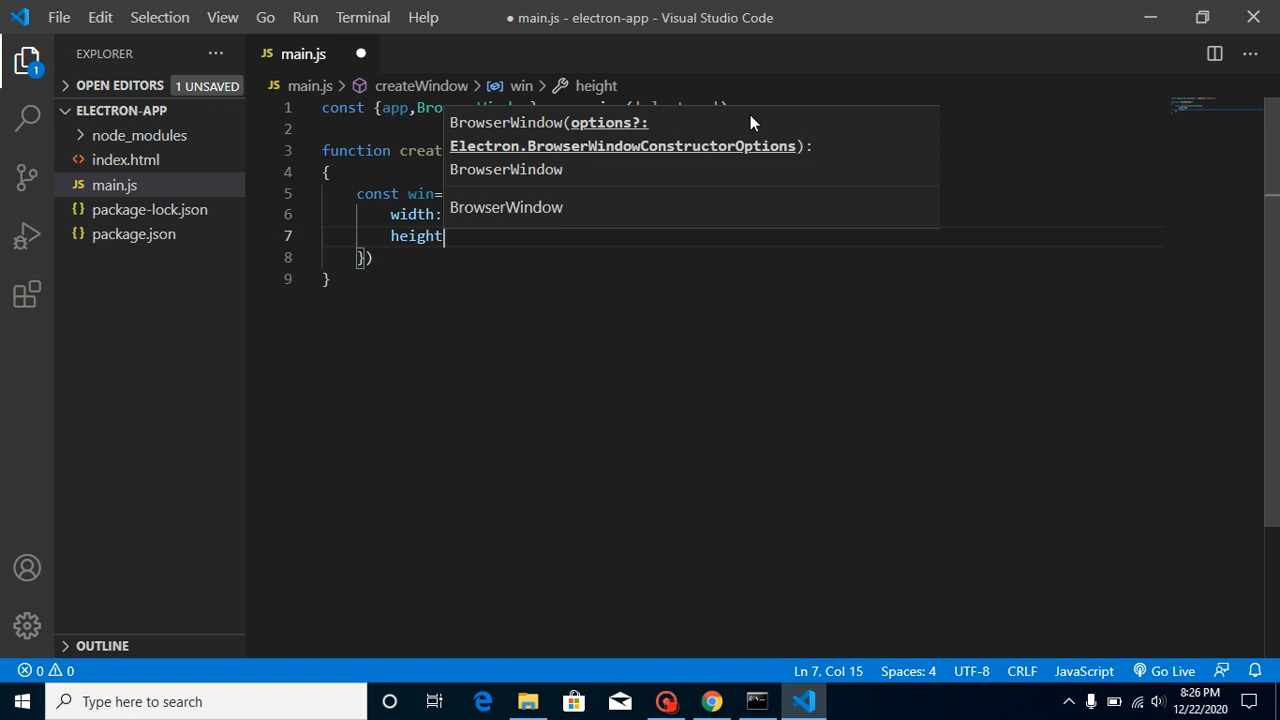 File Edit Selection View Go Run Terminal Help ● main.js - electron-app - Visual Studio Code
EXPLORER ···
JS main.js ●
1
OPEN EDITORS 1 UNSAVED
JS main.js > createWindow > win > height
ELECTRON-APP
node_modules
<> index.html
JS main.js
{} package-lock.json
{} package.json
1 const {app,Bro
2
3 function creat
4 {
5 const win=
6 width:
7 height
8 })
9 }
BrowserWindow(options?:
Electron.BrowserWindowConstructorOptions):
BrowserWindow
BrowserWindow
OUTLINE
0 0 Ln 7, Col 15 Spaces: 4 UTF-8 CRLF JavaScript Go Live
Type here to search
8:26 PM
12/22/2020